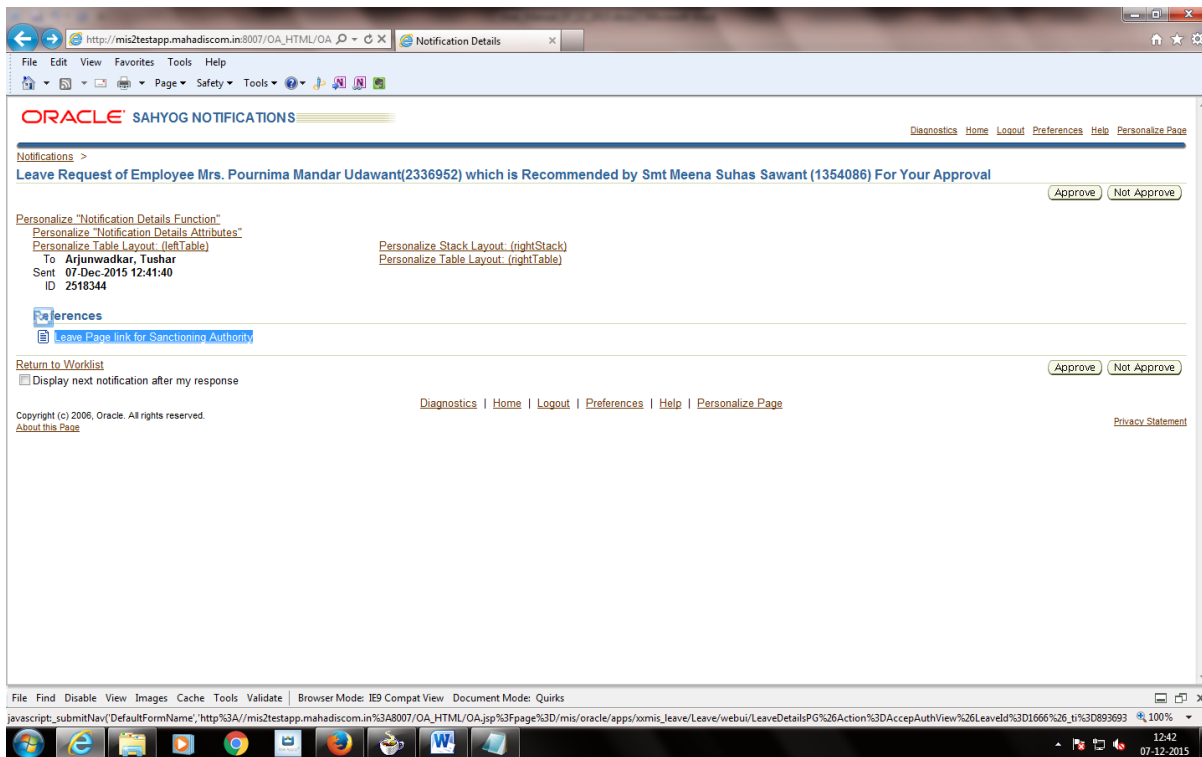 http://mis2testapp.mahadiscom.in:8007/OA_HTML/OA
Notification Details
File Edit View Favorites Tools Help
Page Safety Tools
ORACLE SAHYOG NOTIFICATIONS
Diagnostics Home Logout Preferences Help Personalize Page
Notifications >
Leave Request of Employee Mrs. Pournima Mandar Udawant(2336952) which is Recommended by Smt Meena Suhas Sawant (1354086) For Your Approval
Approve Not Approve
Personalize "Notification Details Function"
Personalize "Notification Details Attributes"
Personalize Table Layout: (leftTable) Personalize Stack Layout: (rightStack)
To Arjunwadkar, Tushar Personalize Table Layout: (rightTable)
Sent 07-Dec-2015 12:41:40
ID 2518344
References
Leave Page link for Sanctioning Authority
Return to Worklist Approve Not Approve
Display next notification after my response
Diagnostics | Home | Logout | Preferences | Help | Personalize Page
Copyright (c) 2006, Oracle. All rights reserved.
About this Page Privacy Statement
File Find Disable View Images Cache Tools Validate Browser Mode: IE9 Compat View Document Mode: Quirks
javascript:_submitNav('DefaultFormName','http%3A//mis2testapp.mahadiscom.in%3A8007/OA_HTML/OA.jsp%3Fpage%3D/mis/oracle/apps/xxmis_leave/Leave/webui/LeaveDetailsPG%26Action%3DAccepAuthView%26LeaveId%3D1666%26_ti%3D893693 100%
12:42
07-12-2015